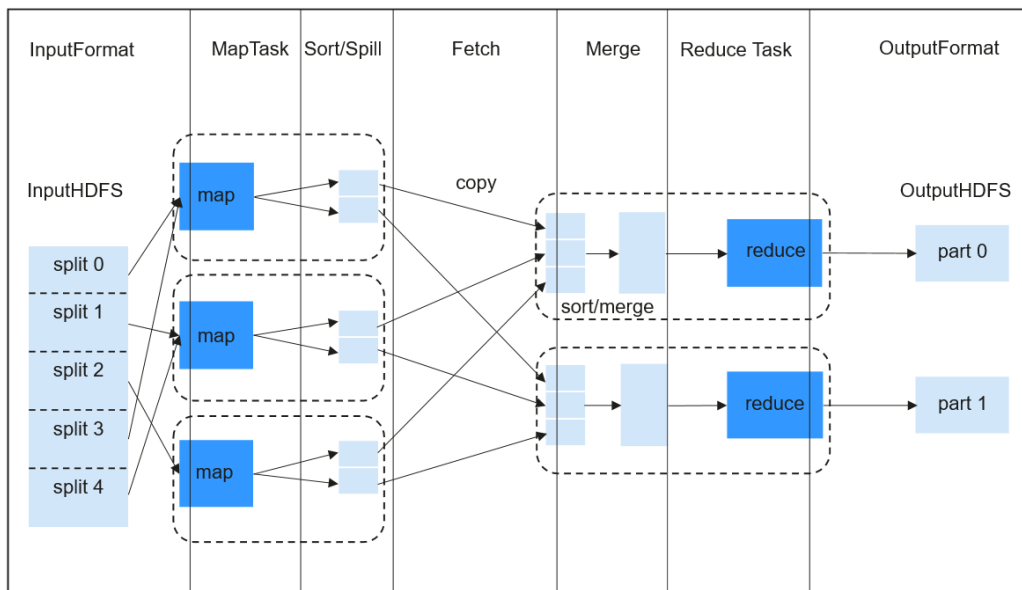 InputFormat
MapTask
Sort/Spill
Fetch
Merge
Reduce Task
OutputFormat
InputHDFS
split 0
split 1
split 2
split 3
split 4
map
map
map
copy
sort/merge
reduce
reduce
OutputHDFS
part 0
part 1